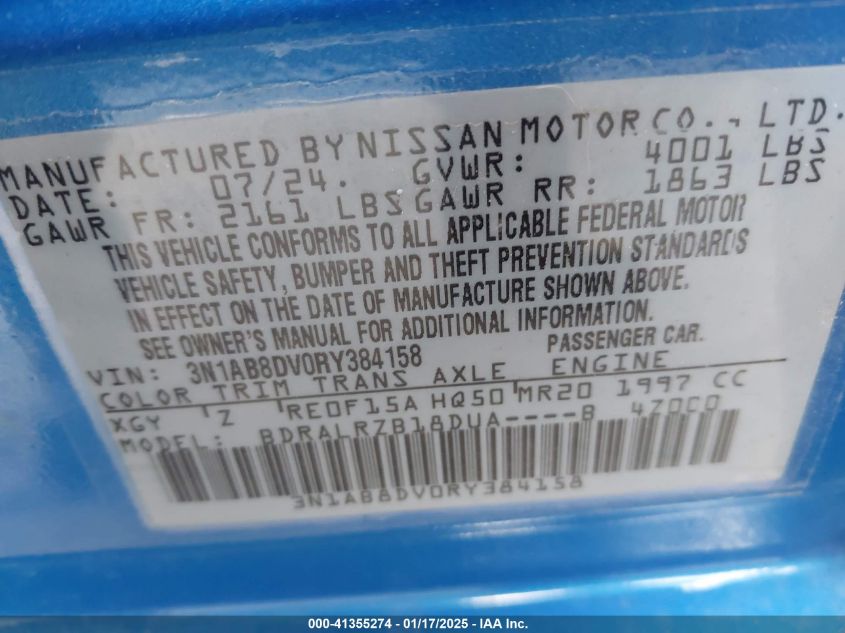 MANUFACTURED BY NISSAN MOTOR CO., LTD.
DATE: 07/24. GVWR: 4001 LBS
GAWR FR: 2161 LBS GAWR RR: 1863 LBS
THIS VEHICLE CONFORMS TO ALL APPLICABLE FEDERAL MOTOR
VEHICLE SAFETY, BUMPER AND THEFT PREVENTION STANDARDS
IN EFFECT ON THE DATE OF MANUFACTURE SHOWN ABOVE.
SEE OWNER'S MANUAL FOR ADDITIONAL INFORMATION.
VIN: 3N1AB8DV0RY384158 PASSENGER CAR.
COLOR TRIM TRANS AXLE ENGINE
XGY Z RE0F15A HQ50 MR20 1997 CC
MODEL: BDRALRZB18DUA----B 4Z0C0
3N1AB8DV0RY384158
000-41355274 - 01/17/2025 - IAA Inc.